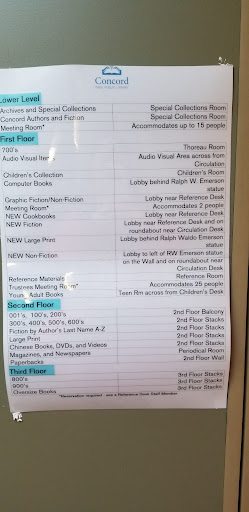 Concord
Lower Level
Archives and Special Collections Special Collections Room
Concord Authors and Fiction Special Collections Room
Meeting Room* Accommodates up to 15 people
First Floor
700's Thoreau Room
Audio Visual Items Audio Visual Area across from
Circulation
Children's Collection Children's Room
Computer Books Lobby behind Ralph W. Emerson
statue
Graphic Fiction/Non-Fiction Lobby near Reference Desk
Meeting Room* Accommodates 2 people
NEW Cookbooks Lobby near Reference Desk
NEW Fiction Lobby near Reference Desk and on
roundabout near Circulation Desk
NEW Large Print Lobby behind Ralph Waldo Emerson
statue
NEW Non-Fiction Lobby to left of RW Emerson statue
on the Wall and on roundabout near
Circulation Desk
Reference Materials Reference Room
Trustees Meeting Room* Accommodates 25 people
Young Adult Books Teen Rm across from Children's Desk
Second Floor
001's, 100's, 200's 2nd Floor Balcony
300's, 400's, 500's, 600's 2nd Floor Stacks
Fiction by Author's Last Name A-Z 2nd Floor Stacks
Large Print 2nd Floor Stacks
Chinese Books, DVDs, and Videos 2nd Floor Stacks
Magazines, and Newspapers Periodical Room
Paperbacks 2nd Floor Wall
Third Floor
800's 3rd Floor Stacks
900's 3rd Floor Stacks
Oversize Books 3rd Floor Stacks
*Reservation required see a Reference Desk Staff Member